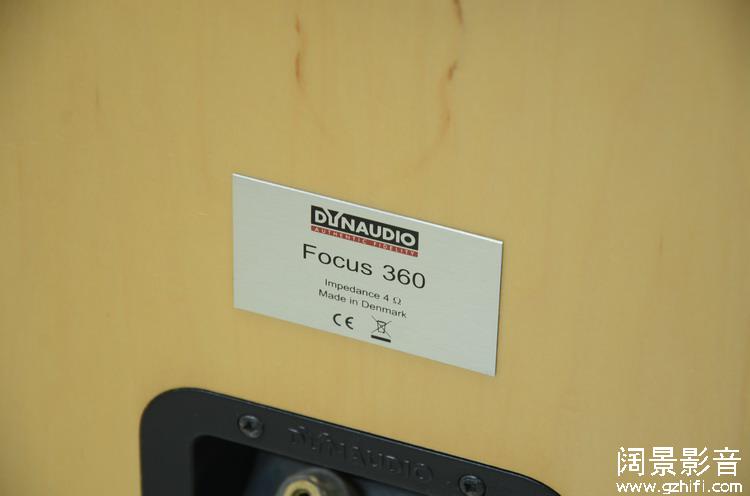 DYNAUDIO
AUTHENTIC FIDELITY
Focus 360
Impedance 4 Ω
Made in Denmark
CE
DYNAUDIO
阔景影音
www.gzhifi.com